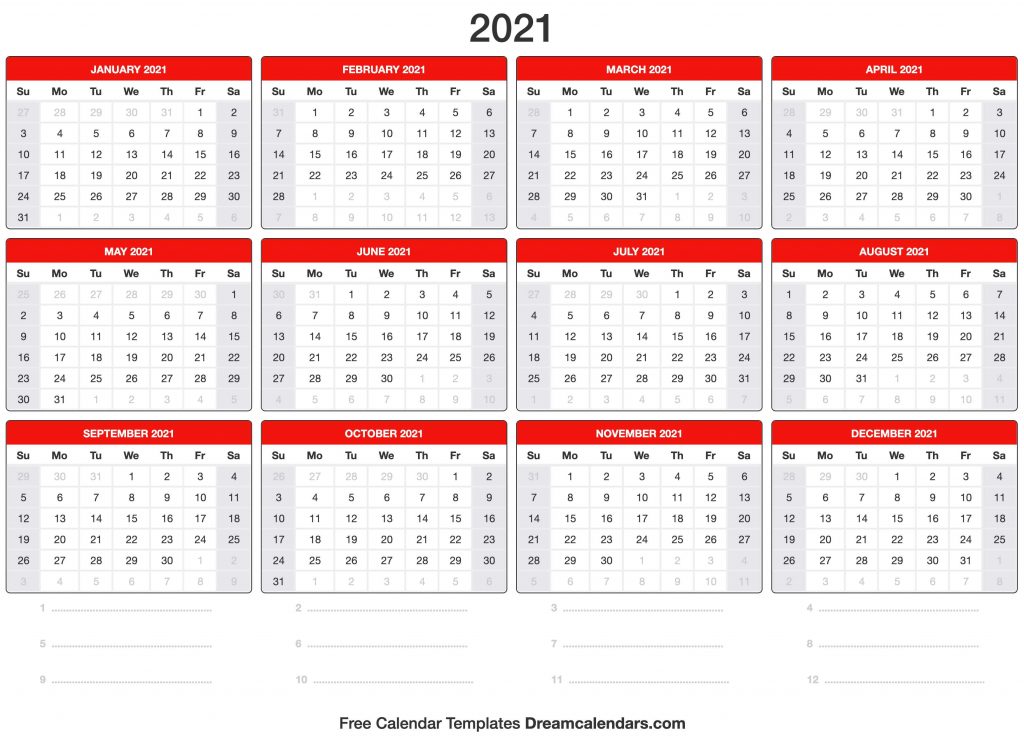 2021
JANUARY 2021
Su Mo Tu We Th Fr Sa
27 28 29 30 31 1 2
3 4 5 6 7 8 9
10 11 12 13 14 15 16
17 18 19 20 21 22 23
24 25 26 27 28 29 30
31 1 2 3 4 5 6
FEBRUARY 2021
Su Mo Tu We Th Fr Sa
31 1 2 3 4 5 6
7 8 9 10 11 12 13
14 15 16 17 18 19 20
21 22 23 24 25 26 27
28 1 2 3 4 5 6
7 8 9 10 11 12 13
MARCH 2021
Su Mo Tu We Th Fr Sa
28 1 2 3 4 5 6
7 8 9 10 11 12 13
14 15 16 17 18 19 20
21 22 23 24 25 26 27
28 29 30 31 1 2 3
4 5 6 7 8 9 10
APRIL 2021
Su Mo Tu We Th Fr Sa
28 29 30 31 1 2 3
4 5 6 7 8 9 10
11 12 13 14 15 16 17
18 19 20 21 22 23 24
25 26 27 28 29 30 1
2 3 4 5 6 7 8
MAY 2021
Su Mo Tu We Th Fr Sa
25 26 27 28 29 30 1
2 3 4 5 6 7 8
9 10 11 12 13 14 15
16 17 18 19 20 21 22
23 24 25 26 27 28 29
30 31 1 2 3 4 5
JUNE 2021
Su Mo Tu We Th Fr Sa
30 31 1 2 3 4 5
6 7 8 9 10 11 12
13 14 15 16 17 18 19
20 21 22 23 24 25 26
27 28 29 30 1 2 3
4 5 6 7 8 9 10
JULY 2021
Su Mo Tu We Th Fr Sa
27 28 29 30 1 2 3
4 5 6 7 8 9 10
11 12 13 14 15 16 17
18 19 20 21 22 23 24
25 26 27 28 29 30 31
1 2 3 4 5 6 7
AUGUST 2021
Su Mo Tu We Th Fr Sa
1 2 3 4 5 6 7
8 9 10 11 12 13 14
15 16 17 18 19 20 21
22 23 24 25 26 27 28
29 30 31 1 2 3 4
5 6 7 8 9 10 11
SEPTEMBER 2021
Su Mo Tu We Th Fr Sa
29 30 31 1 2 3 4
5 6 7 8 9 10 11
12 13 14 15 16 17 18
19 20 21 22 23 24 25
26 27 28 29 30 1 2
3 4 5 6 7 8 9
OCTOBER 2021
Su Mo Tu We Th Fr Sa
26 27 28 29 30 1 2
3 4 5 6 7 8 9
10 11 12 13 14 15 16
17 18 19 20 21 22 23
24 25 26 27 28 29 30
31 1 2 3 4 5 6
NOVEMBER 2021
Su Mo Tu We Th Fr Sa
31 1 2 3 4 5 6
7 8 9 10 11 12 13
14 15 16 17 18 19 20
21 22 23 24 25 26 27
28 29 30 1 2 3 4
5 6 7 8 9 10 11
DECEMBER 2021
Su Mo Tu We Th Fr Sa
28 29 30 1 2 3 4
5 6 7 8 9 10 11
12 13 14 15 16 17 18
19 20 21 22 23 24 25
26 27 28 29 30 31 1
2 3 4 5 6 7 8
1 2 3 4
5 6 7 8
9 10 11 12
Free Calendar Templates Dreamcalendars.com